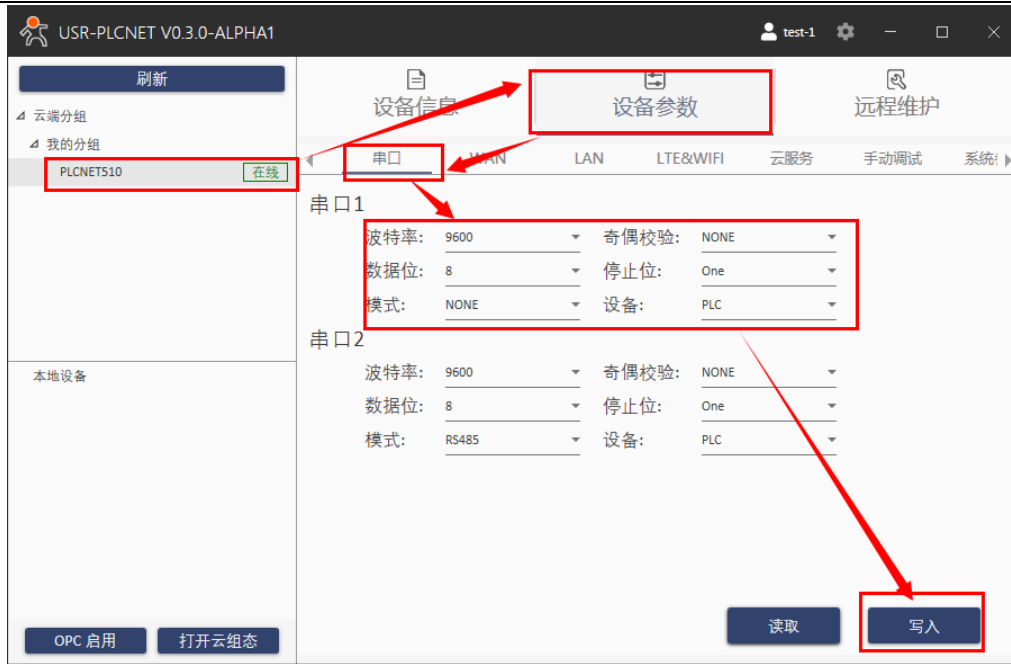 USR-PLCNET V0.3.0-ALPHA1 test-1
刷新
云端分组
我的分组
PLCNET510 在线
本地设备
OPC 启用 打开云组态
设备信息 设备参数 远程维护
串口 WAN LAN LTE&WIFI 云服务 手动调试 系统
串口1
波特率: 9600 奇偶校验: NONE
数据位: 8 停止位: One
模式: NONE 设备: PLC
串口2
波特率: 9600 奇偶校验: NONE
数据位: 8 停止位: One
模式: RS485 设备: PLC
读取 写入